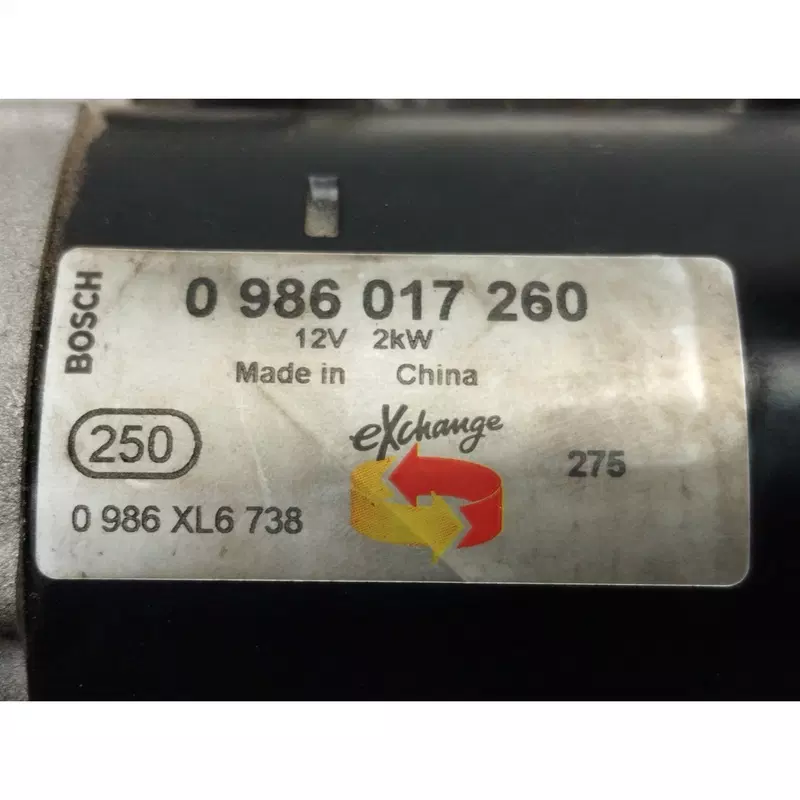 BOSCH
0 986 017 260
12V 2kW
Made in China
250
eXchange
275
0 986 XL6 738